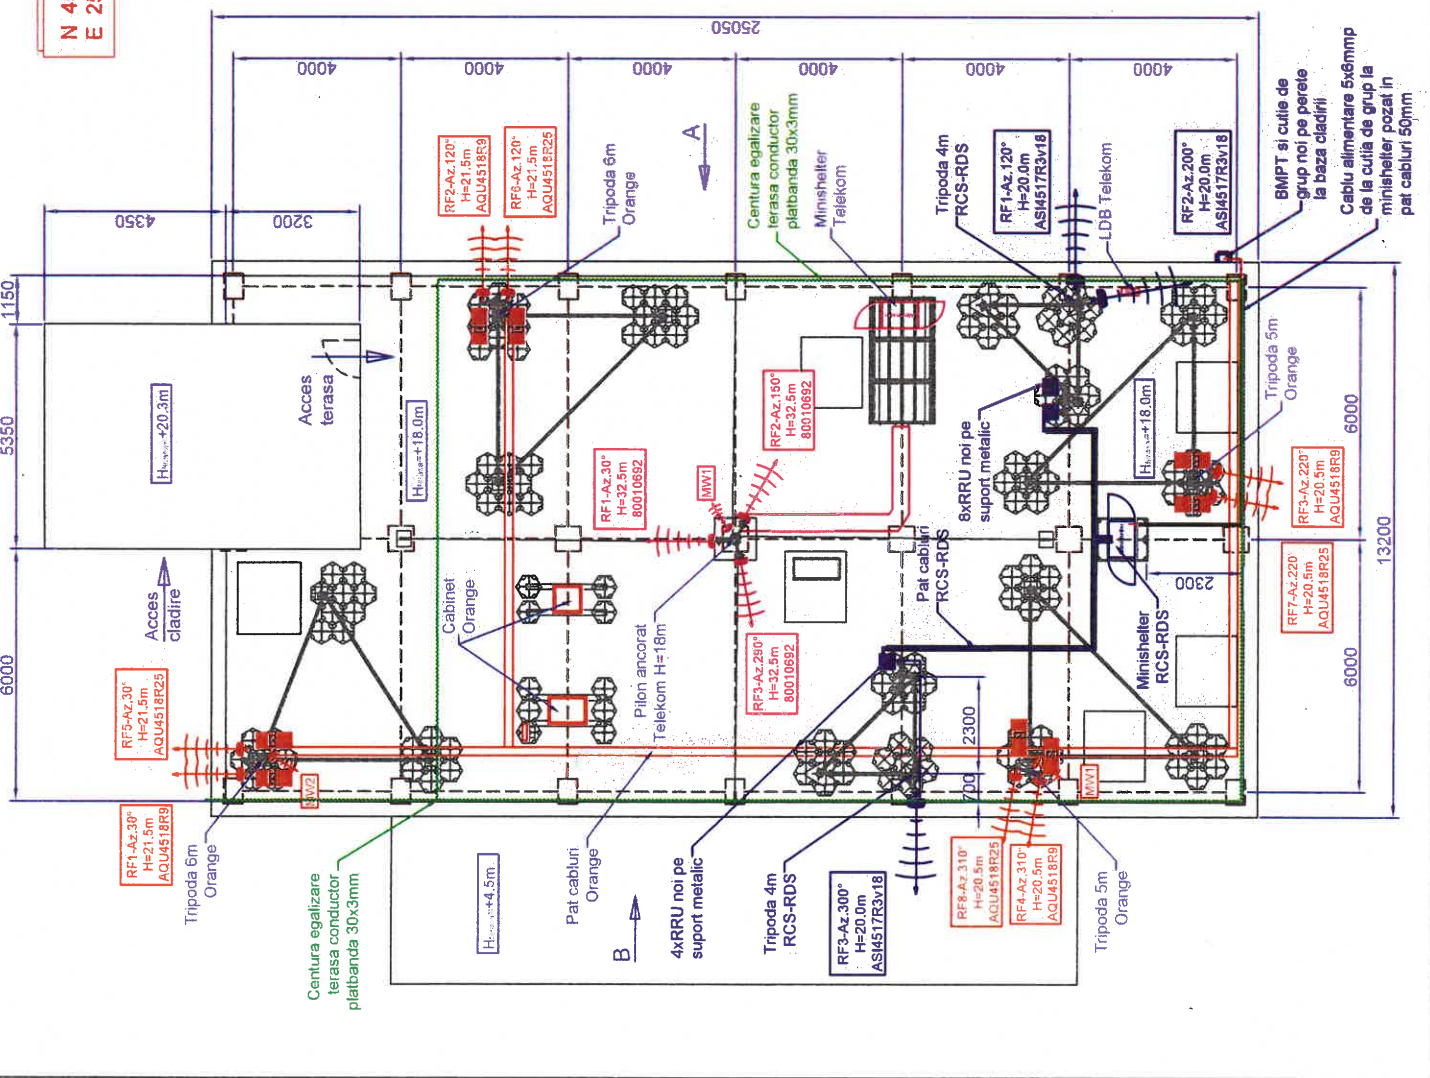 N 4
E 25
25050
4000
4000
4000
4000
4000
4000
4350
3200
1150
5350
6000
6000
6000
13200
2300
2300
700
RF2-Az.120°
H=21.5m
AQU4518R9
RF6-Az.120°
H=21.5m
AQU4518R25
Tripoda 6m
Orange
A
Centura egalizare
terasa conductor
platbanda 30x3mm
Minishelter
Telekom
Tripoda 4m
RCS-RDS
RF1-Az.120°
H=20.0m
ASI4517R3v18
LDB Telekom
RF2-Az.200°
H=20.0m
ASI4517R3v18
BMPT si cutie de
grup noi pe perete
la baza cladirii
Cablu alimentare 5x6mmp
de la cutia de grup la
minishelter pozat in
pat cabluri 50mm
Acces
terasa
+20.3m
+18.0m
RF1-Az.30°
H=32.5m
80010692
MW1
RF2-Az.150°
H=32.5m
80010692
8xRRU noi pe
suport metalic
+18.0m
Tripoda 5m
Orange
RF3-Az.220°
H=20.5m
AQU4518R9
RF7-Az.220°
H=20.5m
AQU4518R25
Acces
cladire
Cabinet
Orange
Pilon ancorat
Telekom H=18m
RF3-Az.290°
H=32.5m
80010692
Pat cabluri
RCS-RDS
Minishelter
RCS-RDS
RF5-Az.30°
H=21.5m
AQU4518R25
RF1-Az.30°
H=21.5m
AQU4518R9
MW2
MW1
Tripoda 6m
Orange
Centura egalizare
terasa conductor
platbanda 30x3mm
+4.5m
Pat cabluri
Orange
B
4xRRU noi pe
suport metalic
Tripoda 4m
RCS-RDS
RF3-Az.300°
H=20.0m
ASI4517R3v18
RF8-Az.310°
H=20.5m
AQU4518R25
RF4-Az.310°
H=20.5m
AQU4518R9
Tripoda 5m
Orange